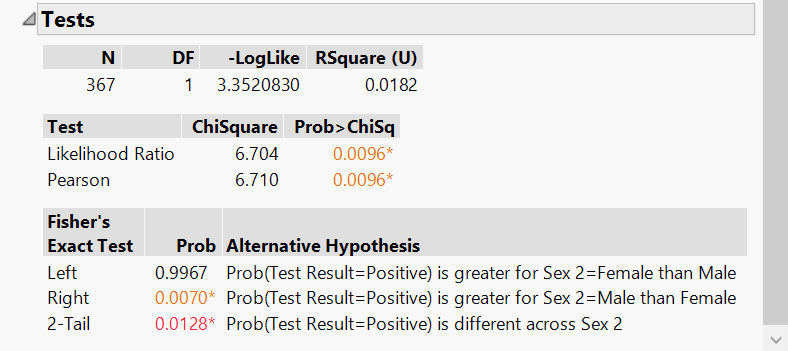 Tests
N DF -LogLike RSquare (U)
367 1 3.3520830 0.0182
Test ChiSquare Prob>ChiSq
Likelihood Ratio 6.704 0.0096*
Pearson 6.710 0.0096*
Fisher's
Exact Test Prob Alternative Hypothesis
Left 0.9967 Prob(Test Result=Positive) is greater for Sex 2=Female than Male
Right 0.0070* Prob(Test Result=Positive) is greater for Sex 2=Male than Female
2-Tail 0.0128* Prob(Test Result=Positive) is different across Sex 2